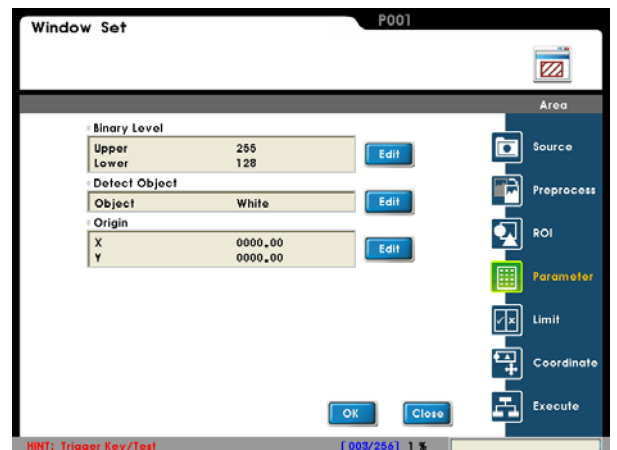 Window Set
P001
Area
Binary Level
Upper 255
Lower 128
Edit
Detect Object
Object White
Edit
Origin
X 0000.00
Y 0000.00
Edit
Source
Preprocess
ROI
Parameter
Limit
Coordinate
Execute
OK
Close
HINT: Trigger Key/Test
[003/256] 1 %